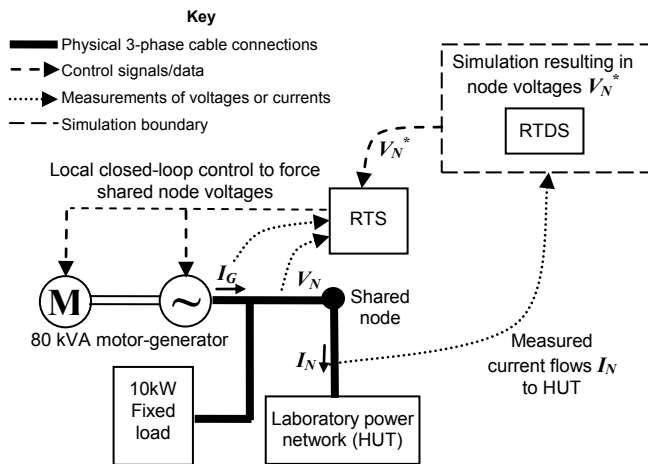 Key
Physical 3-phase cable connections
Control signals/data
Measurements of voltages or currents
Simulation boundary
Simulation resulting in
node voltages V_N*
RTDS
V_N*
Local closed-loop control to force
shared node voltages
RTS
I_G
V_N
M
~
Shared
node
80 kVA motor-generator
I_N
Measured
current flows I_N
to HUT
10kW
Fixed
load
Laboratory power
network (HUT)